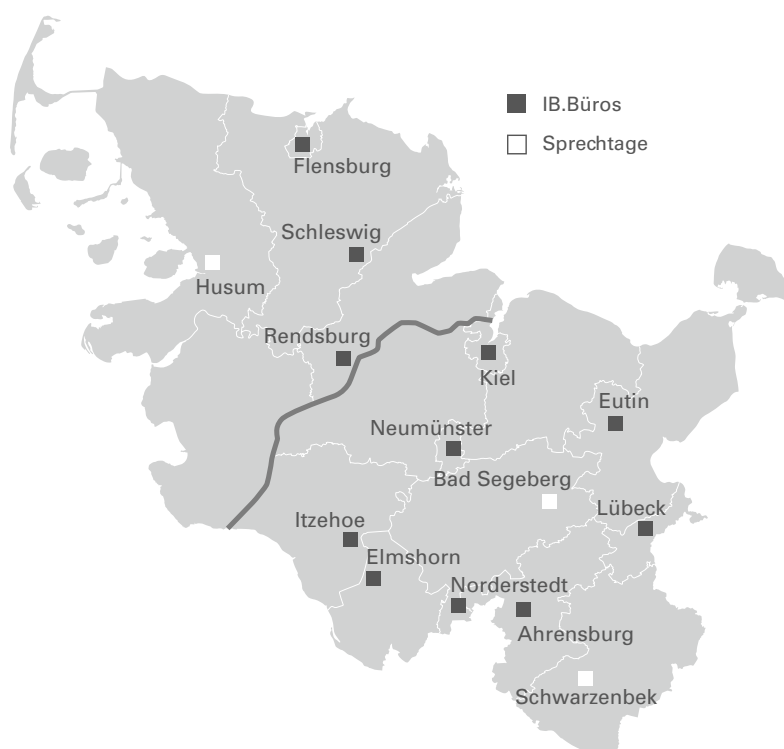 IB.Büros
Sprechtage
Flensburg
Schleswig
Husum
Rendsburg
Kiel
Eutin
Neumünster
Bad Segeberg
Lübeck
Itzehoe
Elmshorn
Norderstedt
Ahrensburg
Schwarzenbek